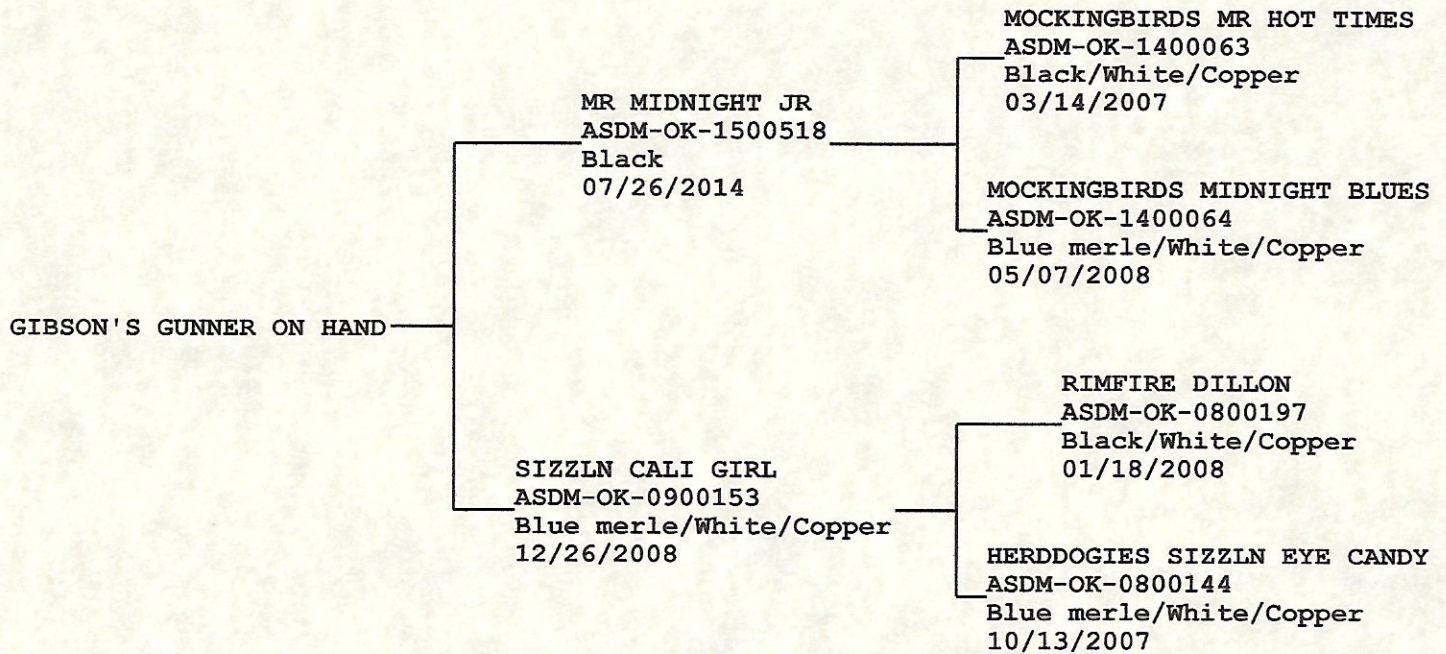 MOCKINGBIRDS MR HOT TIMES
ASDM-OK-1400063
Black/White/Copper
03/14/2007
MR MIDNIGHT JR
ASDM-OK-1500518
Black
07/26/2014
MOCKINGBIRDS MIDNIGHT BLUES
ASDM-OK-1400064
Blue merle/White/Copper
05/07/2008
GIBSON'S GUNNER ON HAND
RIMFIRE DILLON
ASDM-OK-0800197
Black/White/Copper
01/18/2008
SIZZLN CALI GIRL
ASDM-OK-0900153
Blue merle/White/Copper
12/26/2008
HERDDOGIES SIZZLN EYE CANDY
ASDM-OK-0800144
Blue merle/White/Copper
10/13/2007